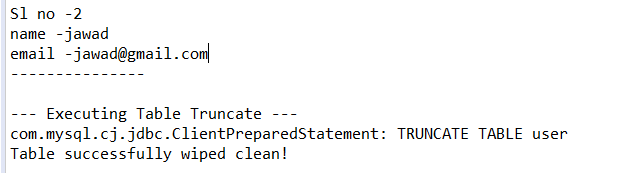 Sl no -2
name -jawad
email -jawad@gmail.com
---------------
--- Executing Table Truncate ---
com.mysql.cj.jdbc.ClientPreparedStatement: TRUNCATE TABLE user
Table successfully wiped clean!